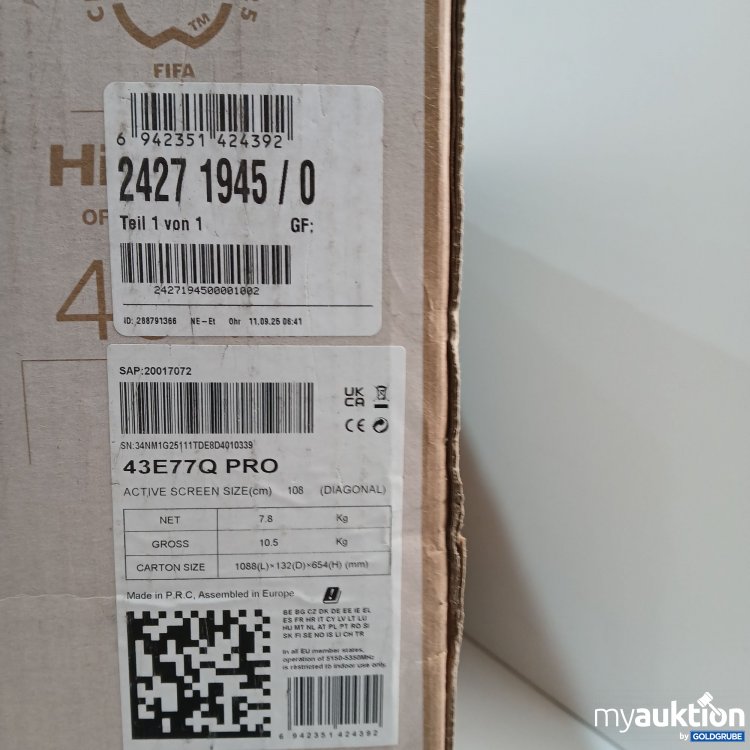 TM
FIFA
6 942351 424392
Hi
2427 1945 / 0
OF
Teil 1 von 1 GF:
4
2427194500001002
ID: 288791366 NE-Et Ohr 11.09.25 06:41
SAP:20017072
UK CA
CE
SN:34NM1G25111TDE8D4010339
43E77Q PRO
ACTIVE SCREEN SIZE(cm) 108 (DIAGONAL)
NET 7.8 Kg
GROSS 10.5 Kg
CARTON SIZE 1088(L)×132(D)×654(H) (mm)
Made in P.R.C, Assembled in Europe
BE BG CZ DK DE EE IE EL
ES FR HR IT CY LV LT LU
HU MT NL AT PL PT RO SI
SK FI SE NO IS LI CH TR
In all EU member states,
operation of 5150-5350MHz
is restricted to indoor use only.
6 942351 424392
myauktion
by GOLDGRUBE